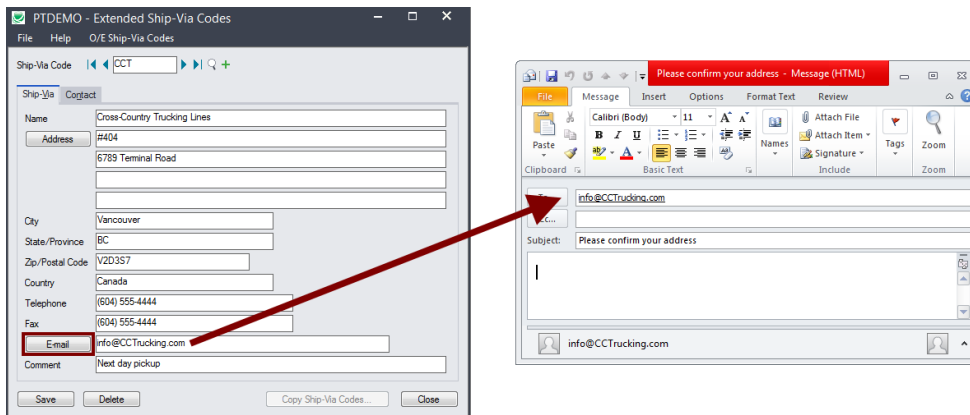 PTDEMO - Extended Ship-Via Codes
File Help O/E Ship-Via Codes
Ship-Via Code CCT
Ship-Via Contact
Name Cross-Country Trucking Lines
Address #404
6789 Terminal Road
City Vancouver
State/Province BC
Zip/Postal Code V2D3S7
Country Canada
Telephone (604) 555-4444
Fax (604) 555-4444
E-mail info@CCTrucking.com
Comment Next day pickup
Save Delete Copy Ship-Via Codes... Close
Please confirm your address - Message (HTML)
File Message Insert Options Format Text Review
Calibri (Body) 11 A A
Attach File
B I U
Attach Item
Paste
ab A
Names
Signature
Tags Zoom
Clipboard Basic Text Include Zoom
To... info@CCTrucking.com
Cc...
Subject: Please confirm your address
info@CCTrucking.com